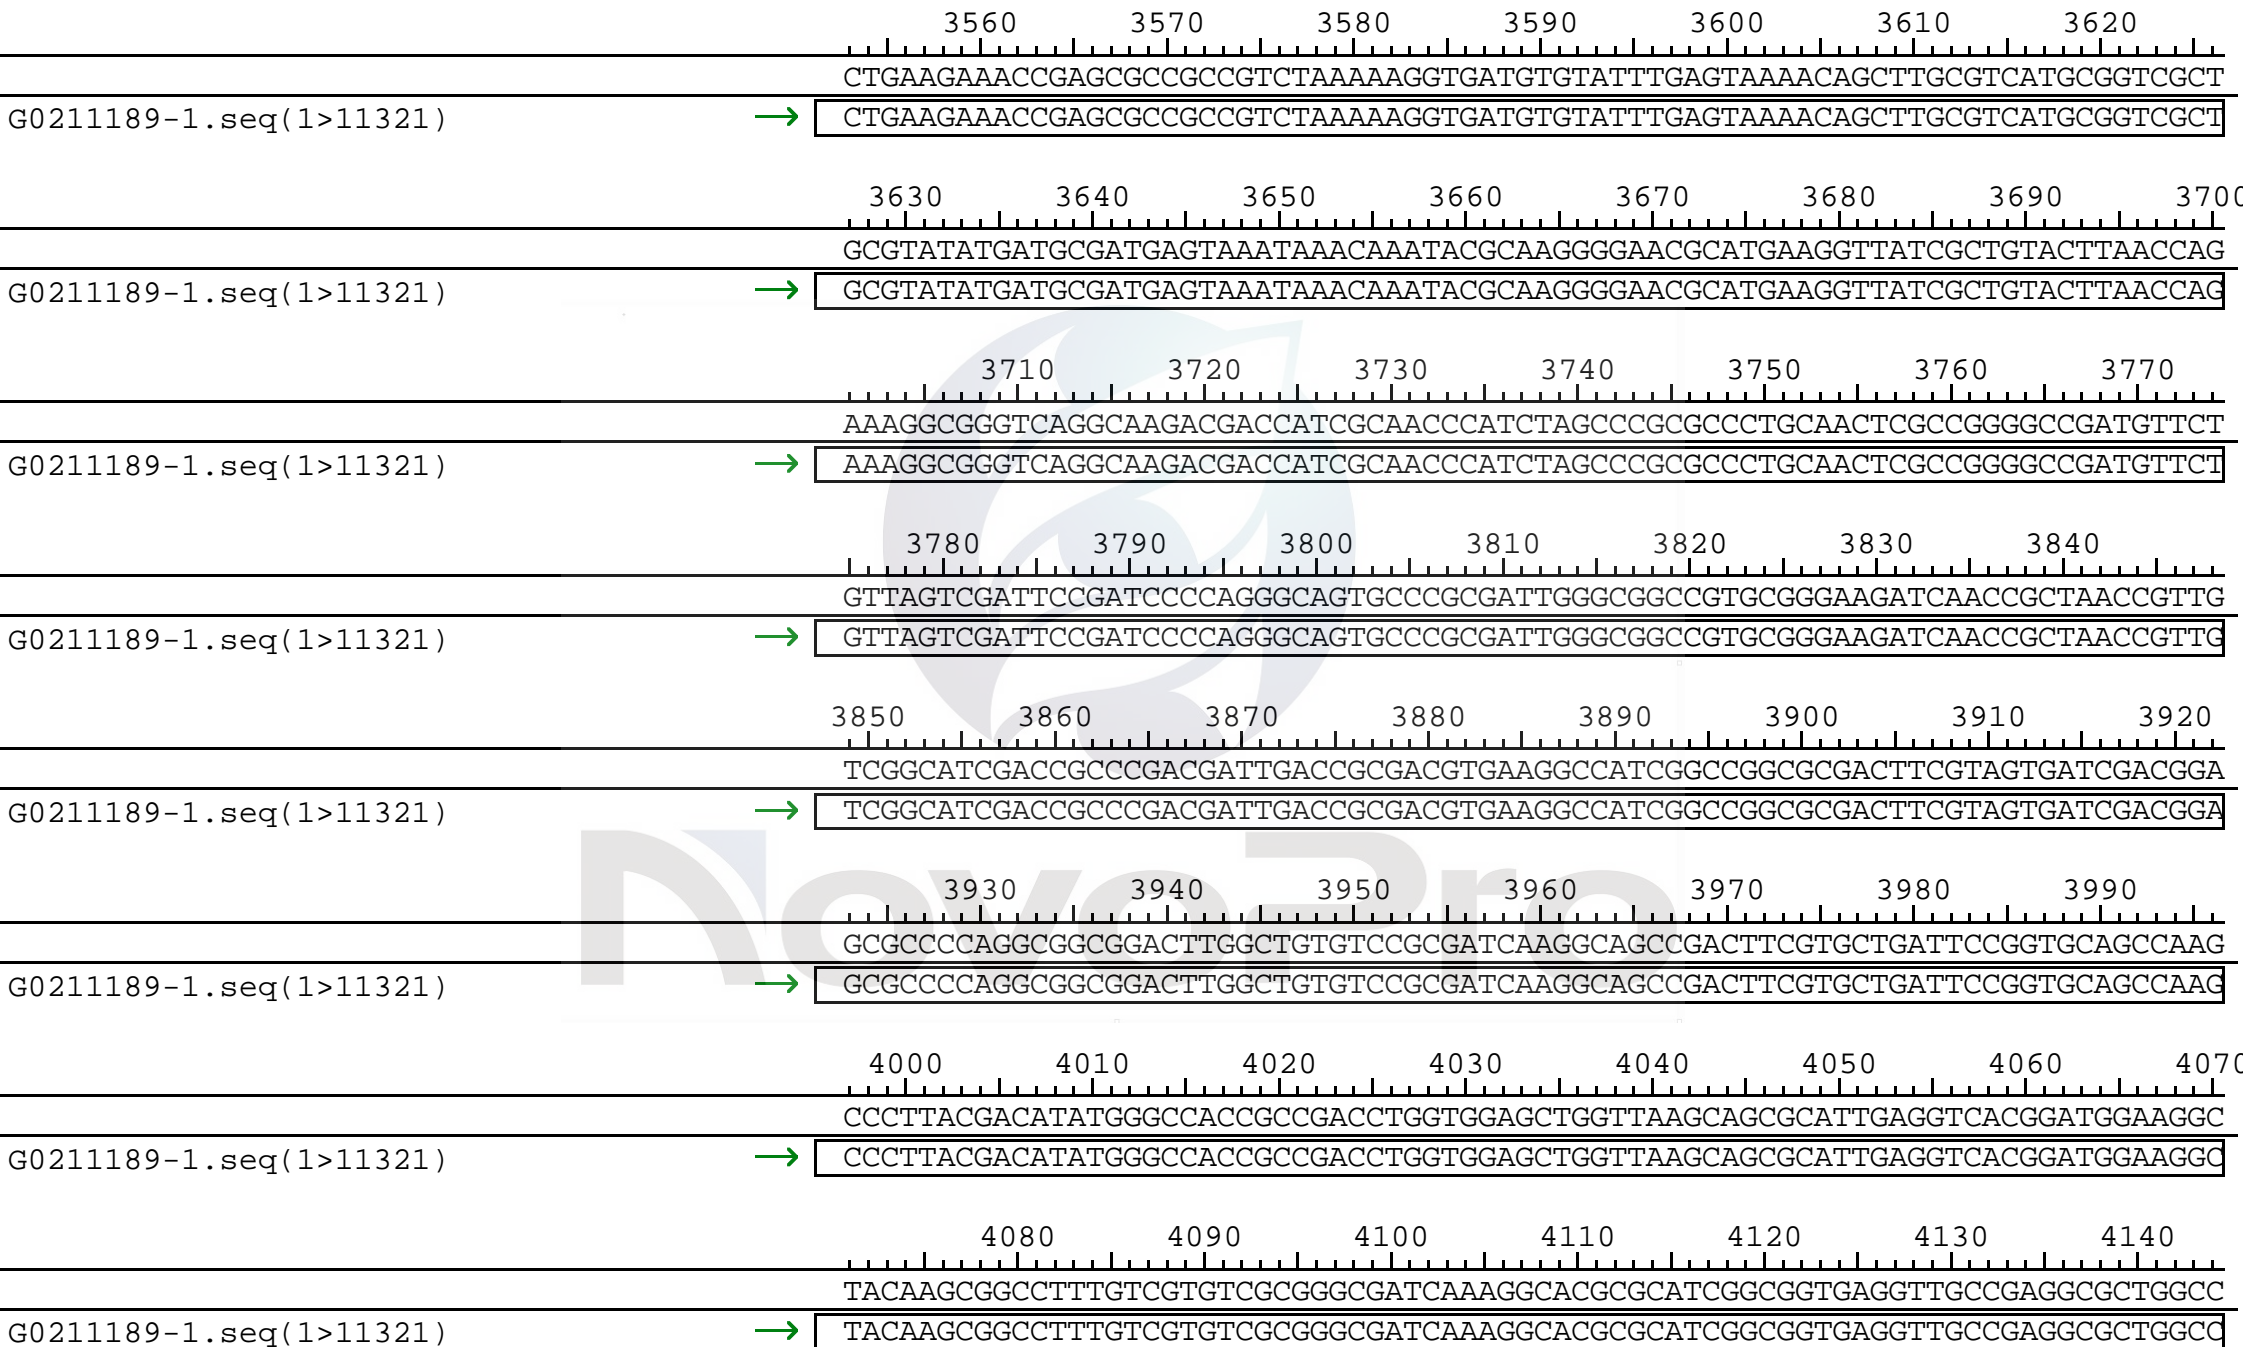 3560 3570 3580 3590 3600 3610 3620
CTGAAGAAACCGAGCGCCGCCGTCTAAAAAGGTGATGTGTATTTGAGTAAAACAGCTTGCGTCATGCGGTCGCT
G0211189-1.seq(1>11321) → CTGAAGAAACCGAGCGCCGCCGTCTAAAAAGGTGATGTGTATTTGAGTAAAACAGCTTGCGTCATGCGGTCGCT
3630 3640 3650 3660 3670 3680 3690 3700
GCGTATATGATGCGATGAGTAAATAAACAAATACGCAAGGGGAACGCATGAAGGTTATCGCTGTACTTAACCAG
G0211189-1.seq(1>11321) → GCGTATATGATGCGATGAGTAAATAAACAAATACGCAAGGGGAACGCATGAAGGTTATCGCTGTACTTAACCAG
3710 3720 3730 3740 3750 3760 3770
AAAGGCGGGTCAGGCAAGACGACCATCGCAACCCATCTAGCCCGCGCCCTGCAACTCGCCGGGGCCGATGTTCT
G0211189-1.seq(1>11321) → AAAGGCGGGTCAGGCAAGACGACCATCGCAACCCATCTAGCCCGCGCCCTGCAACTCGCCGGGGCCGATGTTCT
3780 3790 3800 3810 3820 3830 3840
GTTAGTCGATTCCGATCCCCAGGGCAGTGCCCGCGATTGGGCGGCCGTGCGGGAAGATCAACCGCTAACCGTTG
G0211189-1.seq(1>11321) → GTTAGTCGATTCCGATCCCCAGGGCAGTGCCCGCGATTGGGCGGCCGTGCGGGAAGATCAACCGCTAACCGTTG
3850 3860 3870 3880 3890 3900 3910 3920
TCGGCATCGACCGCCCGACGATTGACCGCGACGTGAAGGCCATCGGCCGGCGCGACTTCGTAGTGATCGACGGA
G0211189-1.seq(1>11321) → TCGGCATCGACCGCCCGACGATTGACCGCGACGTGAAGGCCATCGGCCGGCGCGACTTCGTAGTGATCGACGGA
3930 3940 3950 3960 3970 3980 3990
GCGCCCCAGGCGGCGGACTTGGCTGTGTCCGCGATCAAGGCAGCCGACTTCGTGCTGATTCCGGTGCAGCCAAG
G0211189-1.seq(1>11321) → GCGCCCCAGGCGGCGGACTTGGCTGTGTCCGCGATCAAGGCAGCCGACTTCGTGCTGATTCCGGTGCAGCCAAG
NovoPro
4000 4010 4020 4030 4040 4050 4060 4070
CCCTTACGACATATGGGCCACCGCCGACCTGGTGGAGCTGGTTAAGCAGCGCATTGAGGTCACGGATGGAAGGC
G0211189-1.seq(1>11321) → CCCTTACGACATATGGGCCACCGCCGACCTGGTGGAGCTGGTTAAGCAGCGCATTGAGGTCACGGATGGAAGGC
4080 4090 4100 4110 4120 4130 4140
TACAAGCGGCCTTTGTCGTGTCGCGGGCGATCAAAGGCACGCGCATCGGCGGTGAGGTTGCCGAGGCGCTGGCC
G0211189-1.seq(1>11321) → TACAAGCGGCCTTTGTCGTGTCGCGGGCGATCAAAGGCACGCGCATCGGCGGTGAGGTTGCCGAGGCGCTGGCC